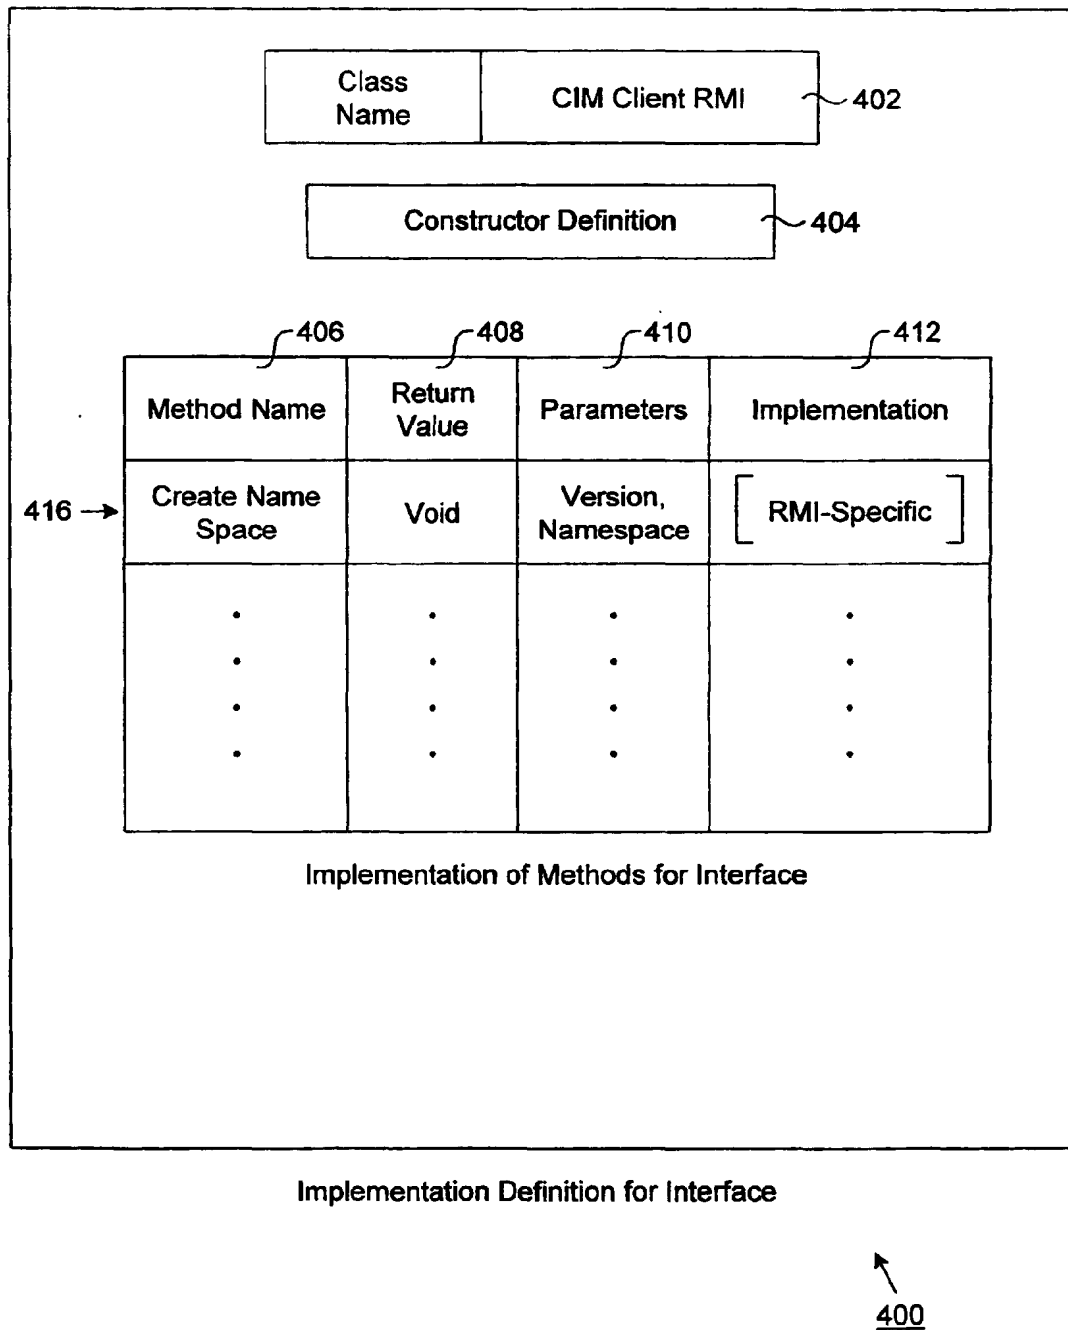 Class
Name
CIM Client RMI
402
Constructor Definition
404
406
408
410
412
Method Name
Return
Value
Parameters
Implementation
416
Create Name
Space
Void
Version,
Namespace
RMI-Specific
Implementation of Methods for Interface
Implementation Definition for Interface
400